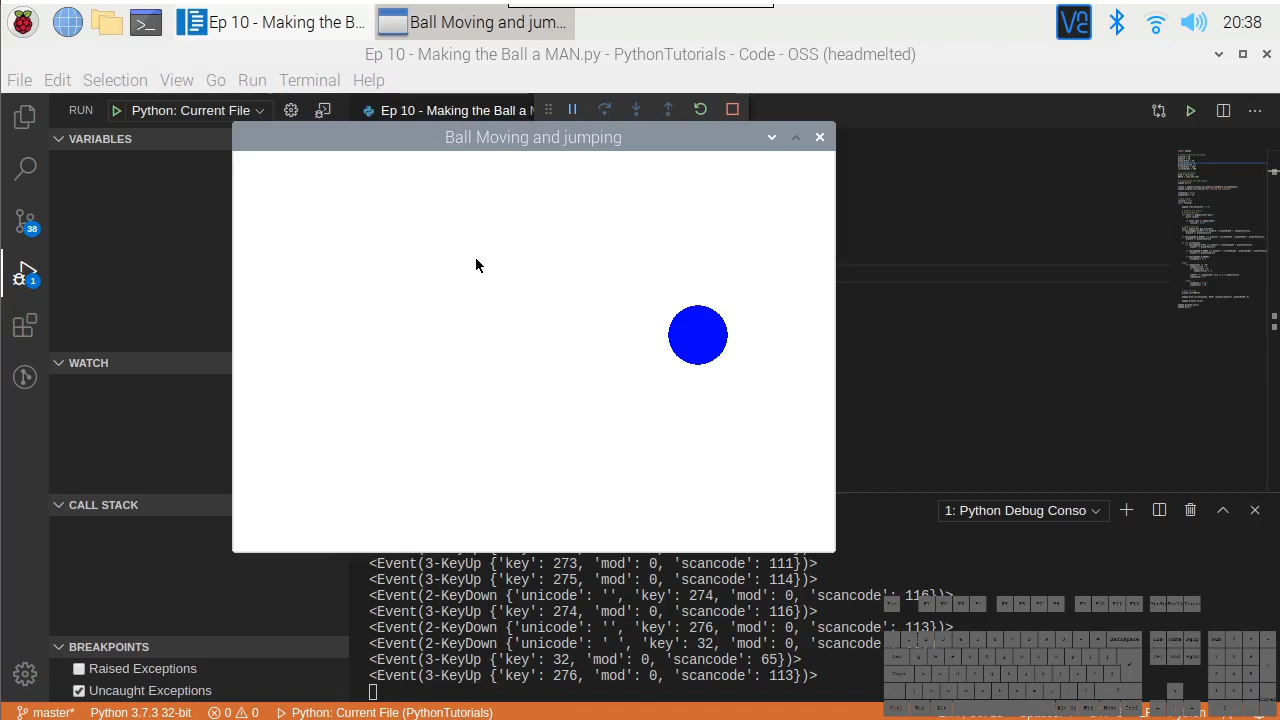 Ep 10 - Making the B... Ball Moving and jum... 20:38
Ep 10 - Making the Ball a MAN.py - PythonTutorials - Code - OSS (headmelted)
File Edit Selection View Go Run Terminal Help
RUN Python: Current File Ep 10 - Making the Ball a
VARIABLES
Ball Moving and jumping
38
1
WATCH
CALL STACK
1: Python Debug Conso
<Event(3-KeyUp {'key': 273, 'mod': 0, 'scancode': 111})>
<Event(3-KeyUp {'key': 275, 'mod': 0, 'scancode': 114})>
<Event(2-KeyDown {'unicode': '', 'key': 274, 'mod': 0, 'scancode': 116})>
<Event(3-KeyUp {'key': 274, 'mod': 0, 'scancode': 116})>
<Event(2-KeyDown {'unicode': '', 'key': 276, 'mod': 0, 'scancode': 113})>
<Event(2-KeyDown {'unicode': ' ', 'key': 32, 'mod': 0, 'scancode':
<Event(3-KeyUp {'key': 32, 'mod': 0, 'scancode': 65})>
<Event(3-KeyUp {'key': 276, 'mod': 0, 'scancode': 113})>
BREAKPOINTS
Raised Exceptions
Uncaught Exceptions
master* Python 3.7.3 32-bit 0 0 Python: Current File (PythonTutorials)